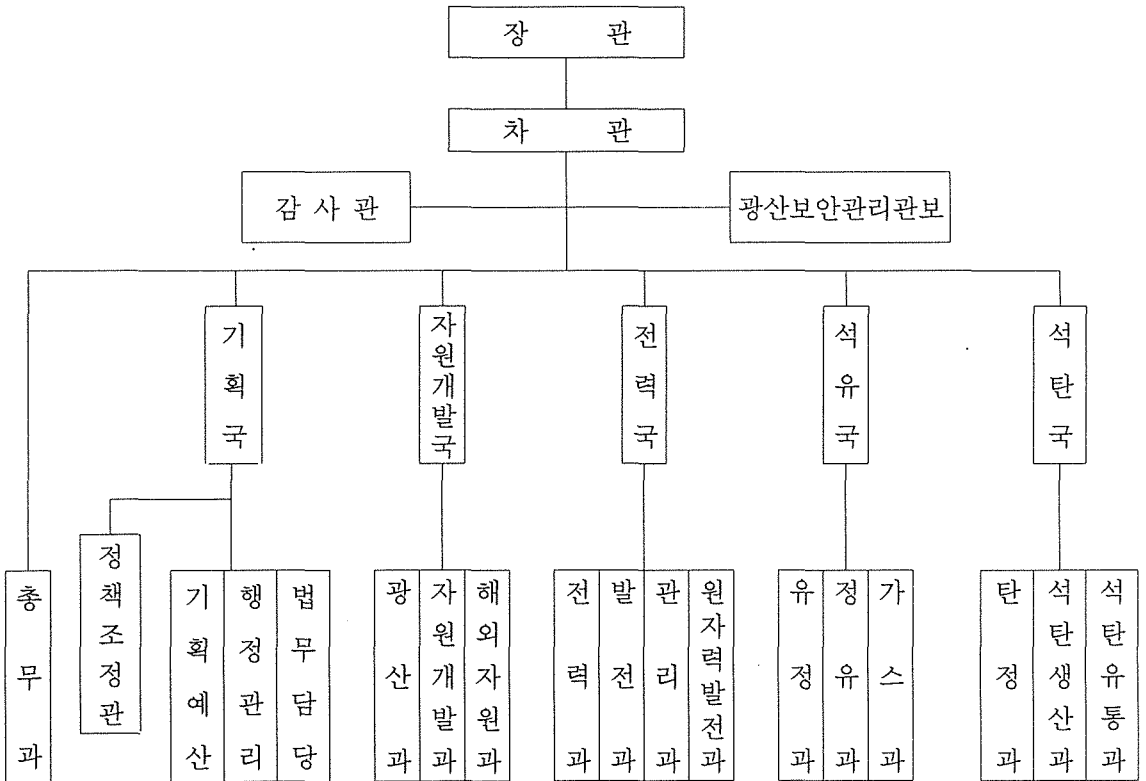 장 관
차 관
감 사 관
광산보안관리관보
기획국
자원개발국
전력국
석유국
석탄국
정책조정관
총무과
기획예산
행정관리
법무담당
광산과
자원개발과
해외자원과
전력과
발전과
관리과
원자력발전과
유정과
정유과
가스과
탄정과
석탄생산과
석탄유통과